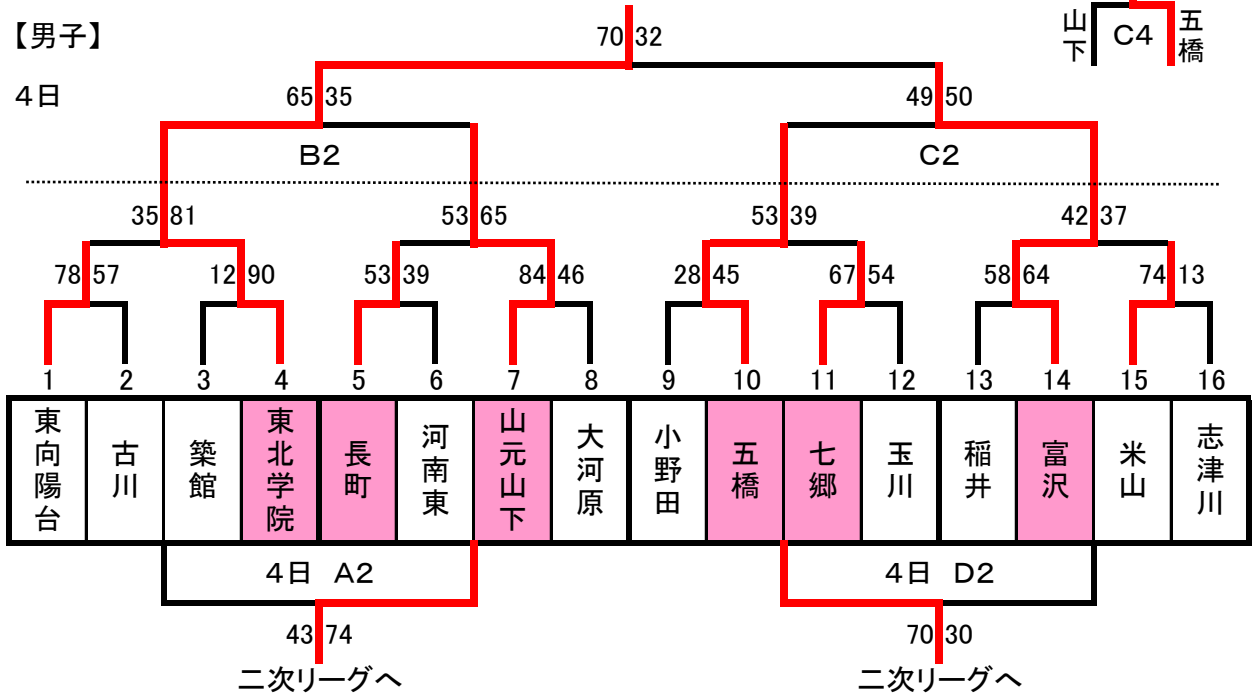 【男子】
70 32
山下 C4 五橋
4日
65 35
49 50
B2
C2
35 81
53 65
53 39
42 37
78 57
12 90
53 39
84 46
28 45
67 54
58 64
74 13
1 2 3 4 5 6 7 8 9 10 11 12 13 14 15 16
東向陽台
古川
築館
東北学院
長町
河南東
山元山下
大河原
小野田
五橋
七郷
玉川
稲井
富沢
米山
志津川
4日 A2
4日 D2
43 74
70 30
二次リーグへ
二次リーグへ